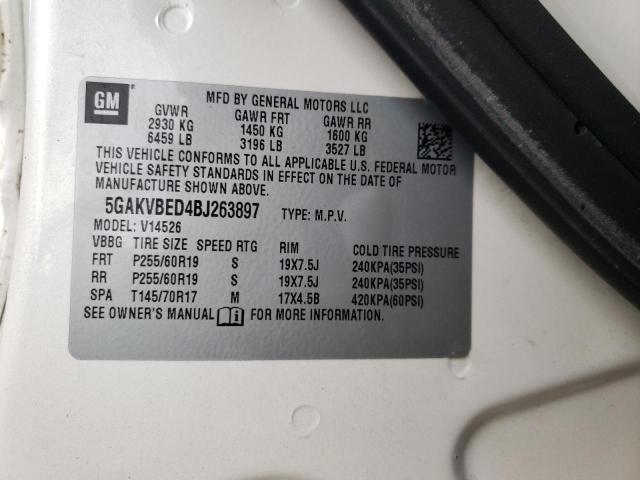 GM
MFD BY GENERAL MOTORS LLC
GVWR GAWR FRT GAWR RR
2930 KG 1450 KG 1600 KG
6459 LB 3196 LB 3527 LB
THIS VEHICLE CONFORMS TO ALL APPLICABLE U.S. FEDERAL MOTOR
VEHICLE SAFETY STANDARDS IN EFFECT ON THE DATE OF
MANUFACTURE SHOWN ABOVE.
5GAKVBED4BJ263897 TYPE: M.P.V.
MODEL: V14526
VBBG TIRE SIZE SPEED RTG RIM COLD TIRE PRESSURE
FRT P255/60R19 S 19X7.5J 240KPA(35PSI)
RR P255/60R19 S 19X7.5J 240KPA(35PSI)
SPA T145/70R17 M 17X4.5B 420KPA(60PSI)
SEE OWNER'S MANUAL FOR MORE INFORMATION.